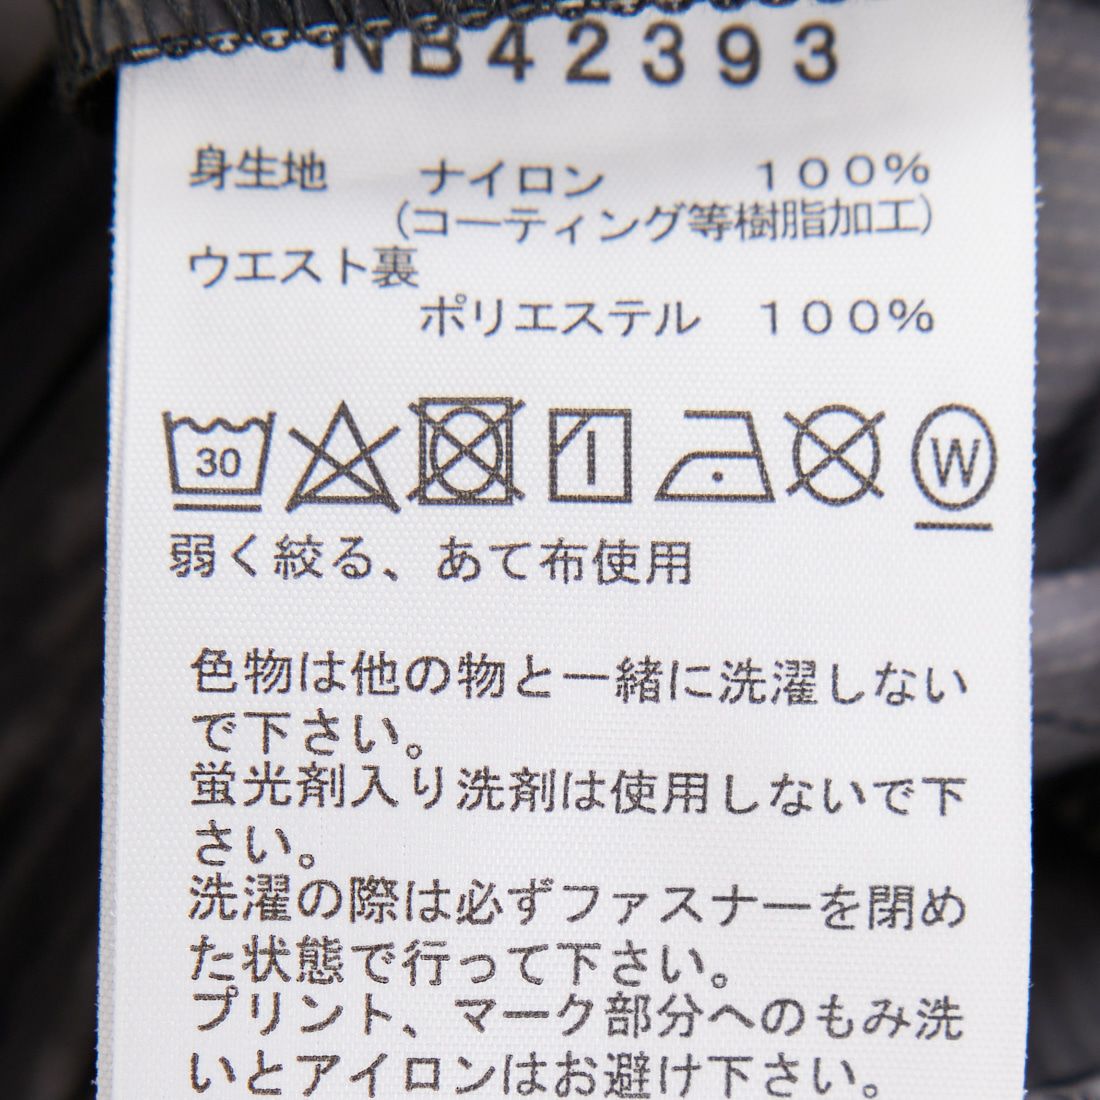 NB42393
身生地 ナイロン 100%
(コーティング等樹脂加工)
ウエスト裏
ポリエステル 100%
30 W
弱く絞る、あて布使用
色物は他の物と一緒に洗濯しない
で下さい。
蛍光剤入り洗剤は使用しないで下
さい。
洗濯の際は必ずファスナーを閉め
た状態で行って下さい。
プリント、マーク部分へのもみ洗
いとアイロンはお避け下さい。